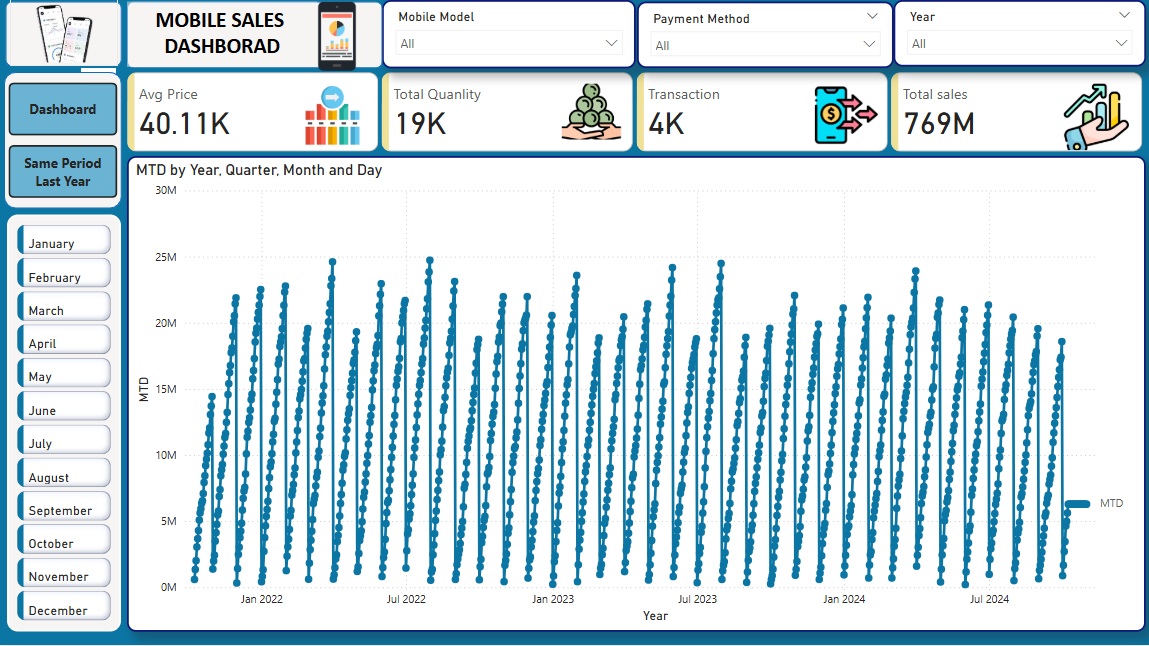 MOBILE SALES
DASHBORAD
Mobile Model
All
Payment Method
All
Year
All
Dashboard
Same Period
Last Year
Avg Price
40.11K
Total Quanlity
19K
Transaction
4K
Total sales
769M
January
February
March
April
May
June
July
August
September
October
November
December
MTD by Year, Quarter, Month and Day
30M
25M
20M
15M
10M
5M
0M
MTD
Jan 2022
Jul 2022
Jan 2023
Jul 2023
Jan 2024
Jul 2024
Year
MTD